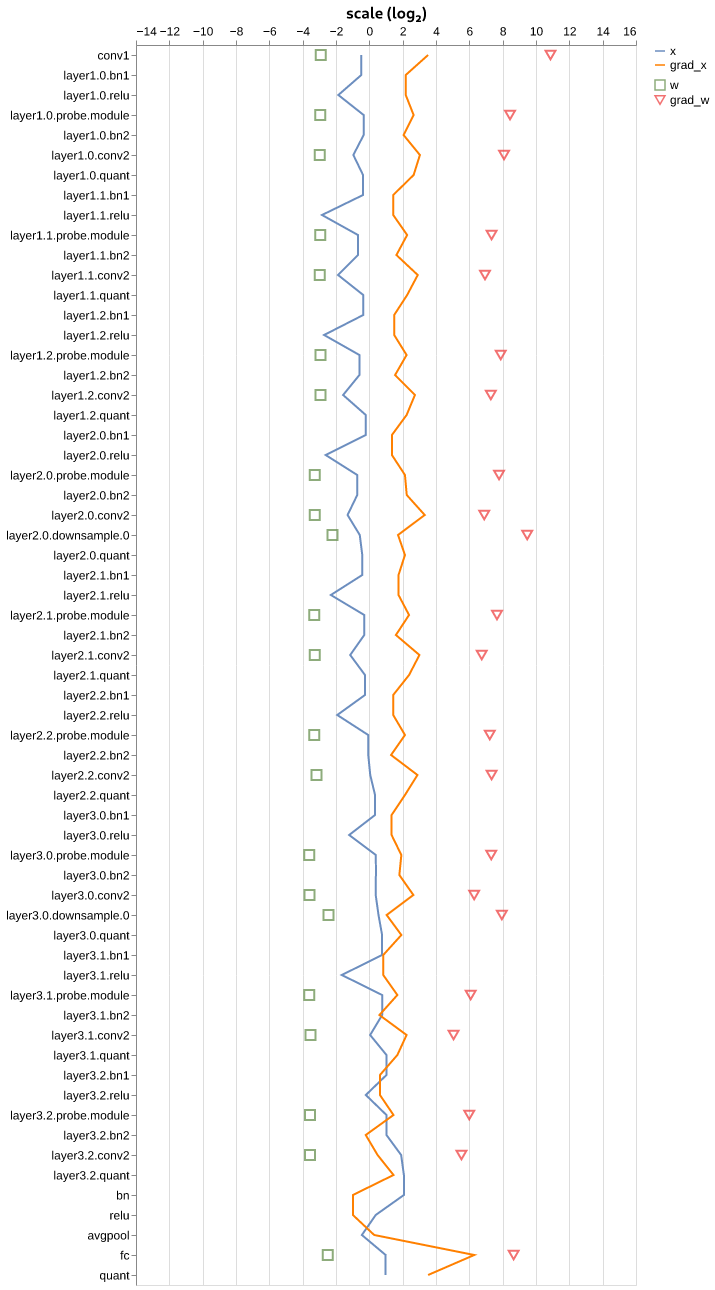 scale (log₂)
−14 −12 −10 −8 −6 −4 −2 0 2 4 6 8 10 12 14 16
x
grad_x
w
grad_w
conv1
layer1.0.bn1
layer1.0.relu
layer1.0.probe.module
layer1.0.bn2
layer1.0.conv2
layer1.0.quant
layer1.1.bn1
layer1.1.relu
layer1.1.probe.module
layer1.1.bn2
layer1.1.conv2
layer1.1.quant
layer1.2.bn1
layer1.2.relu
layer1.2.probe.module
layer1.2.bn2
layer1.2.conv2
layer1.2.quant
layer2.0.bn1
layer2.0.relu
layer2.0.probe.module
layer2.0.bn2
layer2.0.conv2
layer2.0.downsample.0
layer2.0.quant
layer2.1.bn1
layer2.1.relu
layer2.1.probe.module
layer2.1.bn2
layer2.1.conv2
layer2.1.quant
layer2.2.bn1
layer2.2.relu
layer2.2.probe.module
layer2.2.bn2
layer2.2.conv2
layer2.2.quant
layer3.0.bn1
layer3.0.relu
layer3.0.probe.module
layer3.0.bn2
layer3.0.conv2
layer3.0.downsample.0
layer3.0.quant
layer3.1.bn1
layer3.1.relu
layer3.1.probe.module
layer3.1.bn2
layer3.1.conv2
layer3.1.quant
layer3.2.bn1
layer3.2.relu
layer3.2.probe.module
layer3.2.bn2
layer3.2.conv2
layer3.2.quant
bn
relu
avgpool
fc
quant